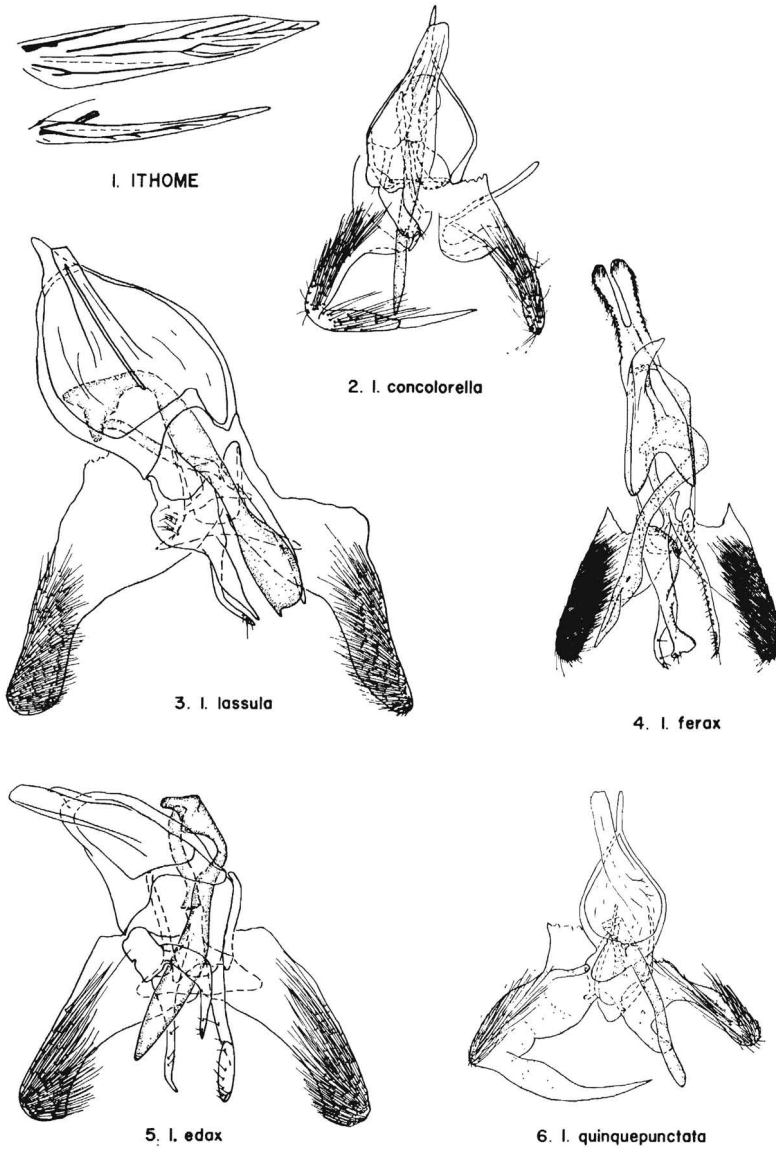 1. ITHOME
2. I. concolorella
3. I. lassula
4. I. ferax
5. I. edax
6. I. quinquepunctata